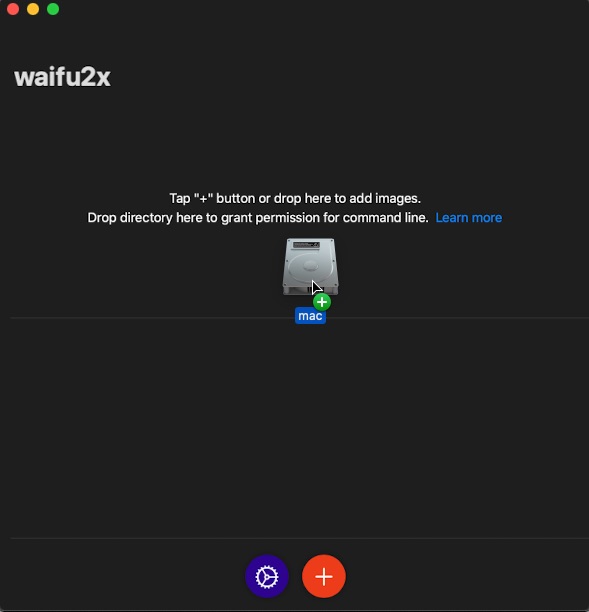 waifu2x
Tap "+" button or drop here to add images.
Drop directory here to grant permission for command line. Learn more
mac